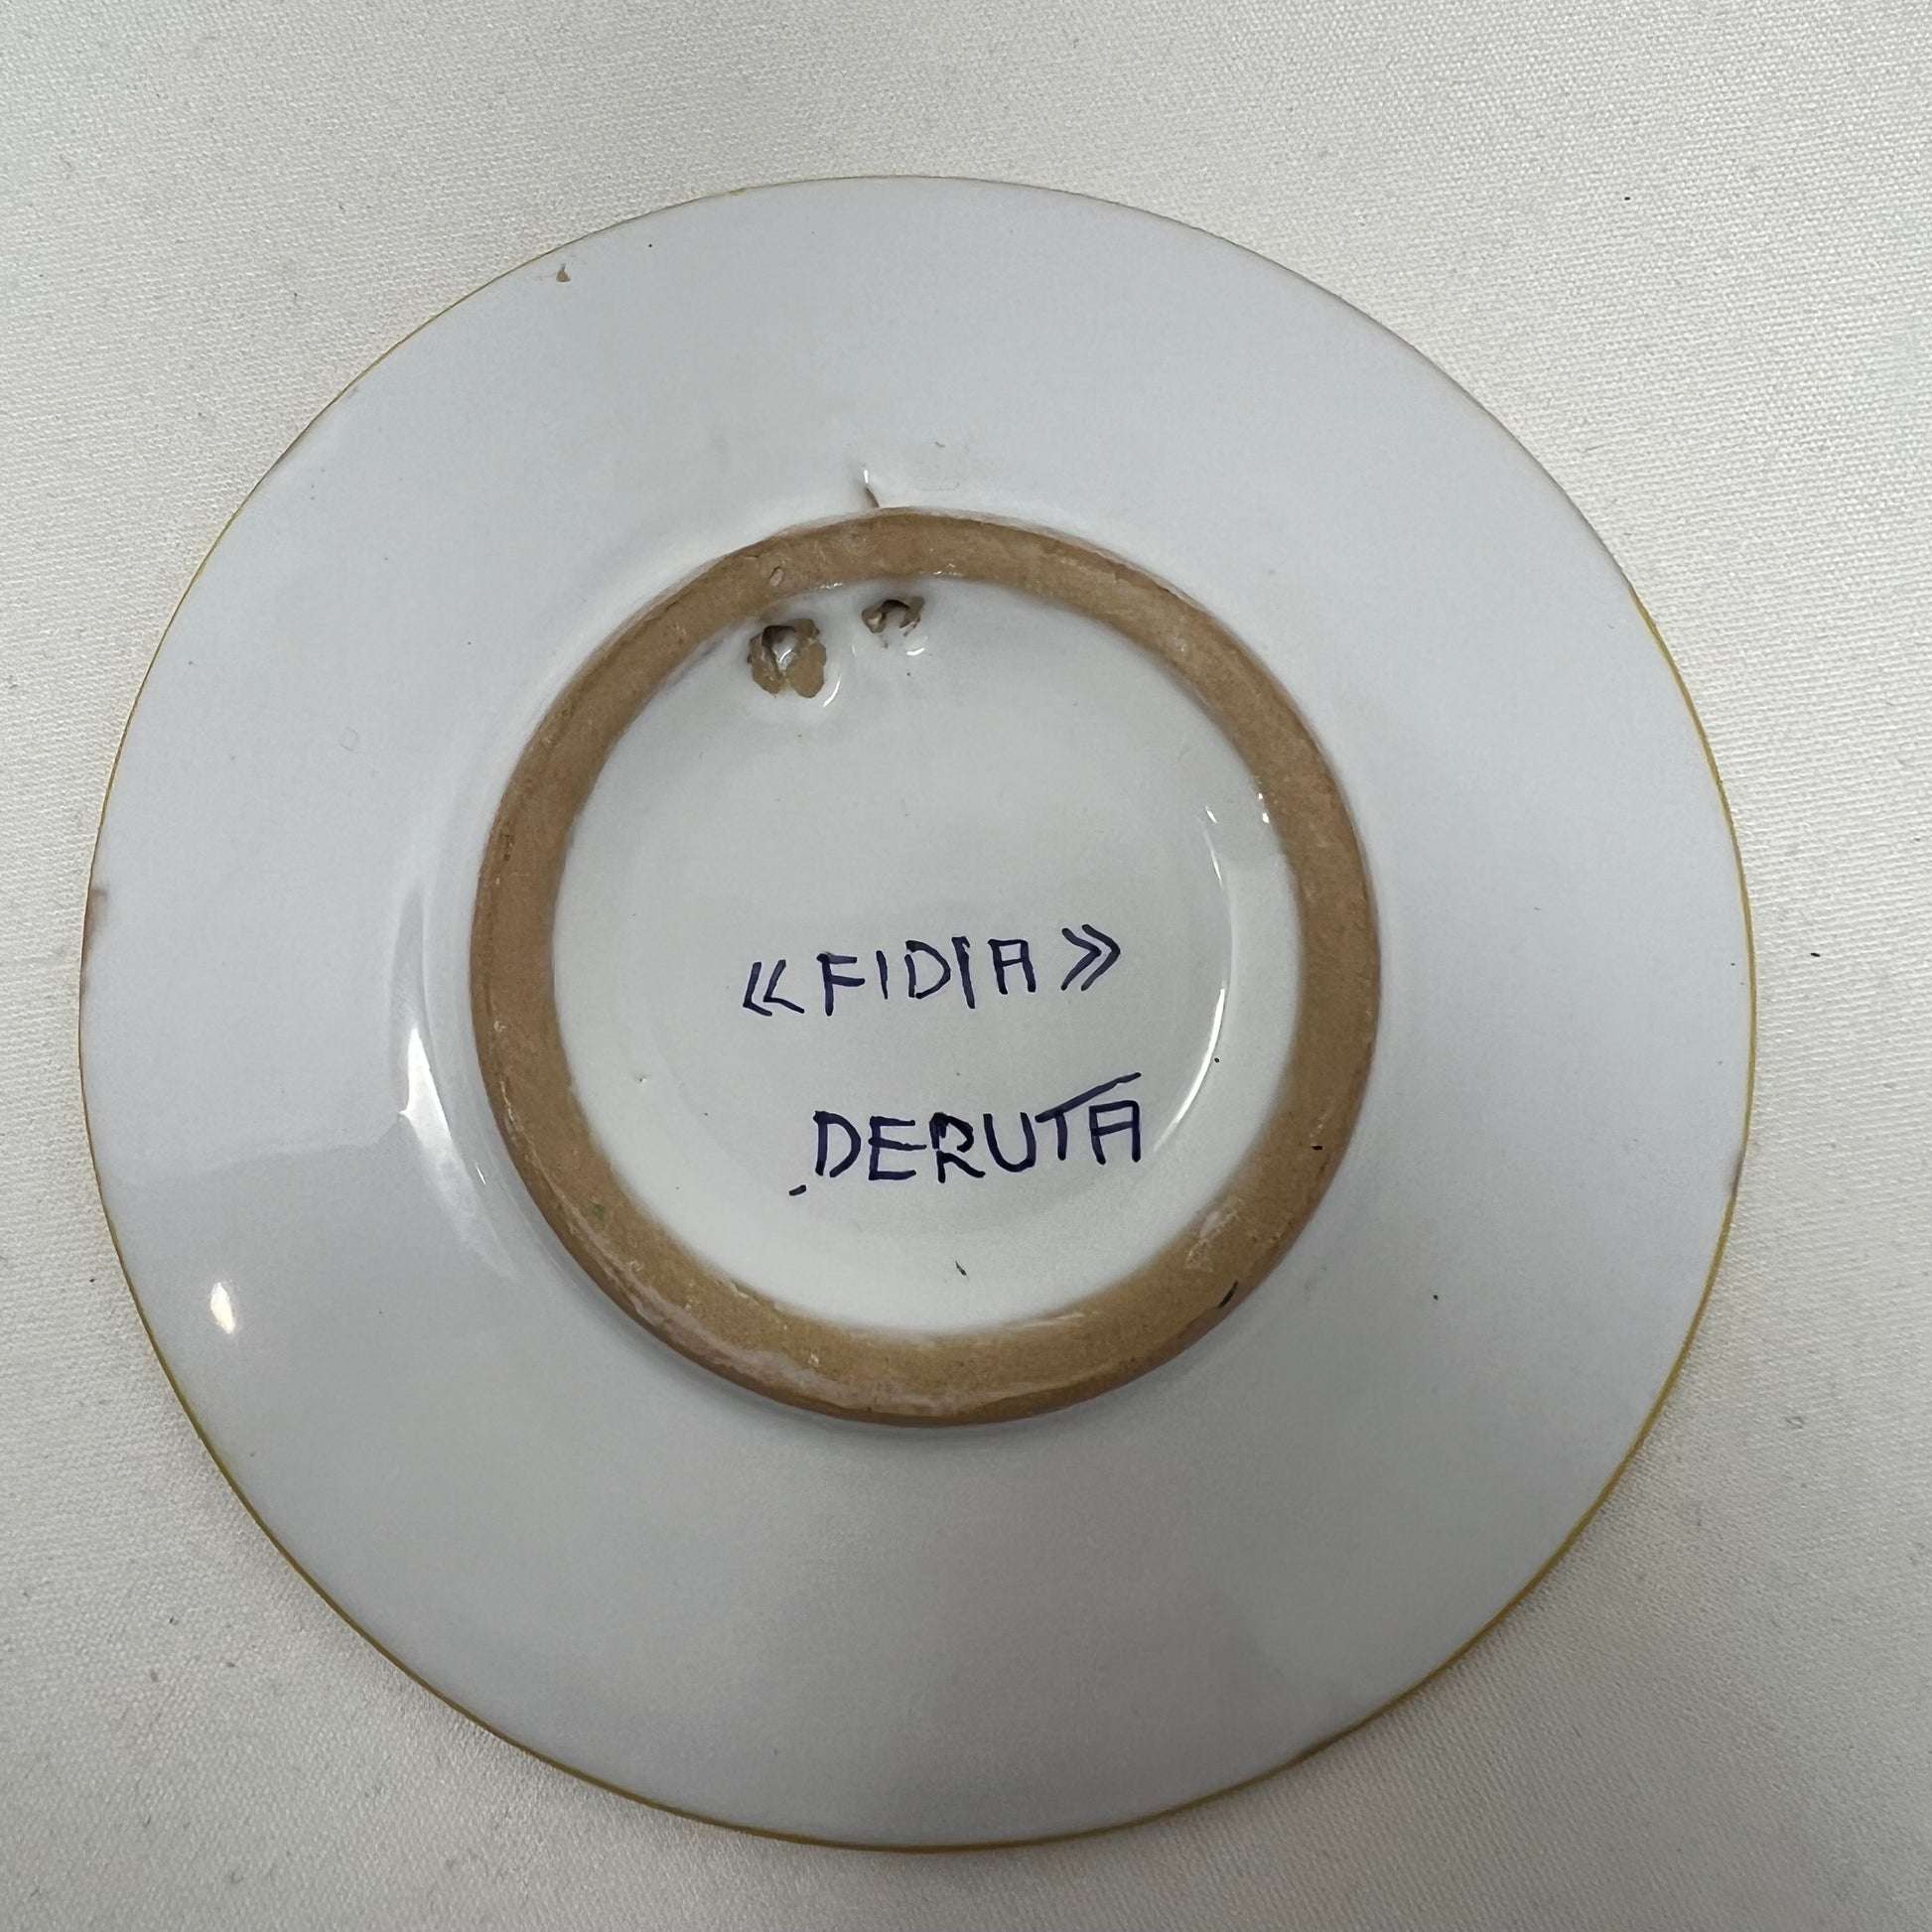 « FIDIA »
DERUTA